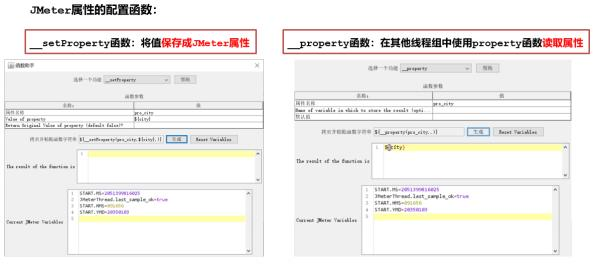 JMeter属性的配置函数：
__setProperty函数：将值保存成JMeter属性
函数助手
选择一个功能 __setProperty 帮助
函数参数
名称: 值
属性名称 pro_city
Value of property ${city}
Return Original Value of property (default false)?
拷贝并粘贴函数字符串 ${__setProperty(pro_city,${city},)} 生成 Reset Variables
The result of the function is
1
Current JMeter Variables
1 START.MS=2051399816025
2 JMeterThread.last_sample_ok=true
3 START.HMS=091656
4 START.YMD=20350103
5
__property函数：在其他线程组中使用property函数读取属性
选择一个功能 __property 帮助
函数参数
名称: 值
属性名称 pro_city
Name of variable in which to store the result (opti...
默认值
拷贝并粘贴函数字符串 ${__property(pro_city,,)} 生成 Reset Variables
The result of the function is
1 ${city}
Current JMeter Variables
1 START.MS=2051399816025
2 JMeterThread.last_sample_ok=true
3 START.HMS=091656
4 START.YMD=20350103
5